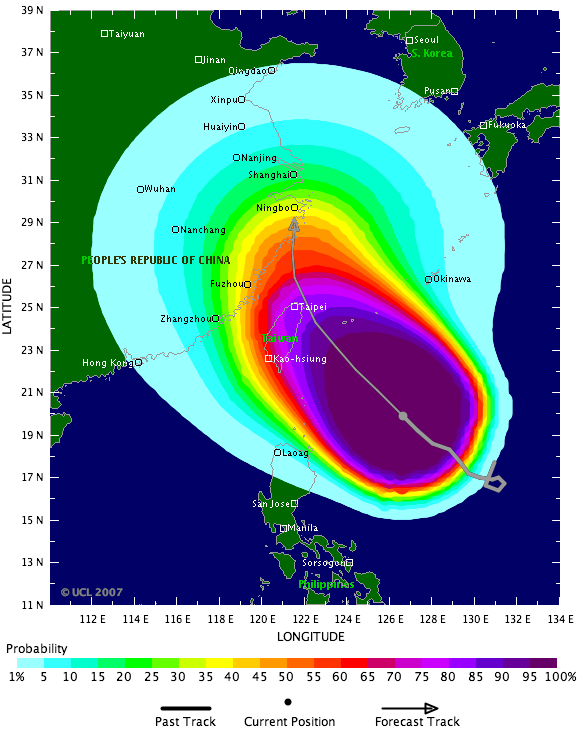 39 N
37 N
35 N
33 N
31 N
29 N
27 N
25 N
23 N
21 N
19 N
17 N
15 N
13 N
11 N
LATITUDE
Taiyuan
Seoul
S. Korea
Jinan
Qingdao
Pusan
Xinpu
Huaiyin
Fukuoka
Nanjing
Shanghai
Wuhan
Ningbo
Nanchang
PEOPLE'S REPUBLIC OF CHINA
Okinawa
Fuzhou
Taipei
Zhangzhou
Taiwan
Kao-hsiung
Hong Kong
Laoag
San Jose
Manila
Sorsogon
Philippines
© UCL 2007
112 E 114 E 116 E 118 E 120 E 122 E 124 E 126 E 128 E 130 E 132 E 134 E
LONGITUDE
Probability
1% 5 10 15 20 25 30 35 40 45 50 55 60 65 70 75 80 85 90 95 100%
Past Track Current Position Forecast Track